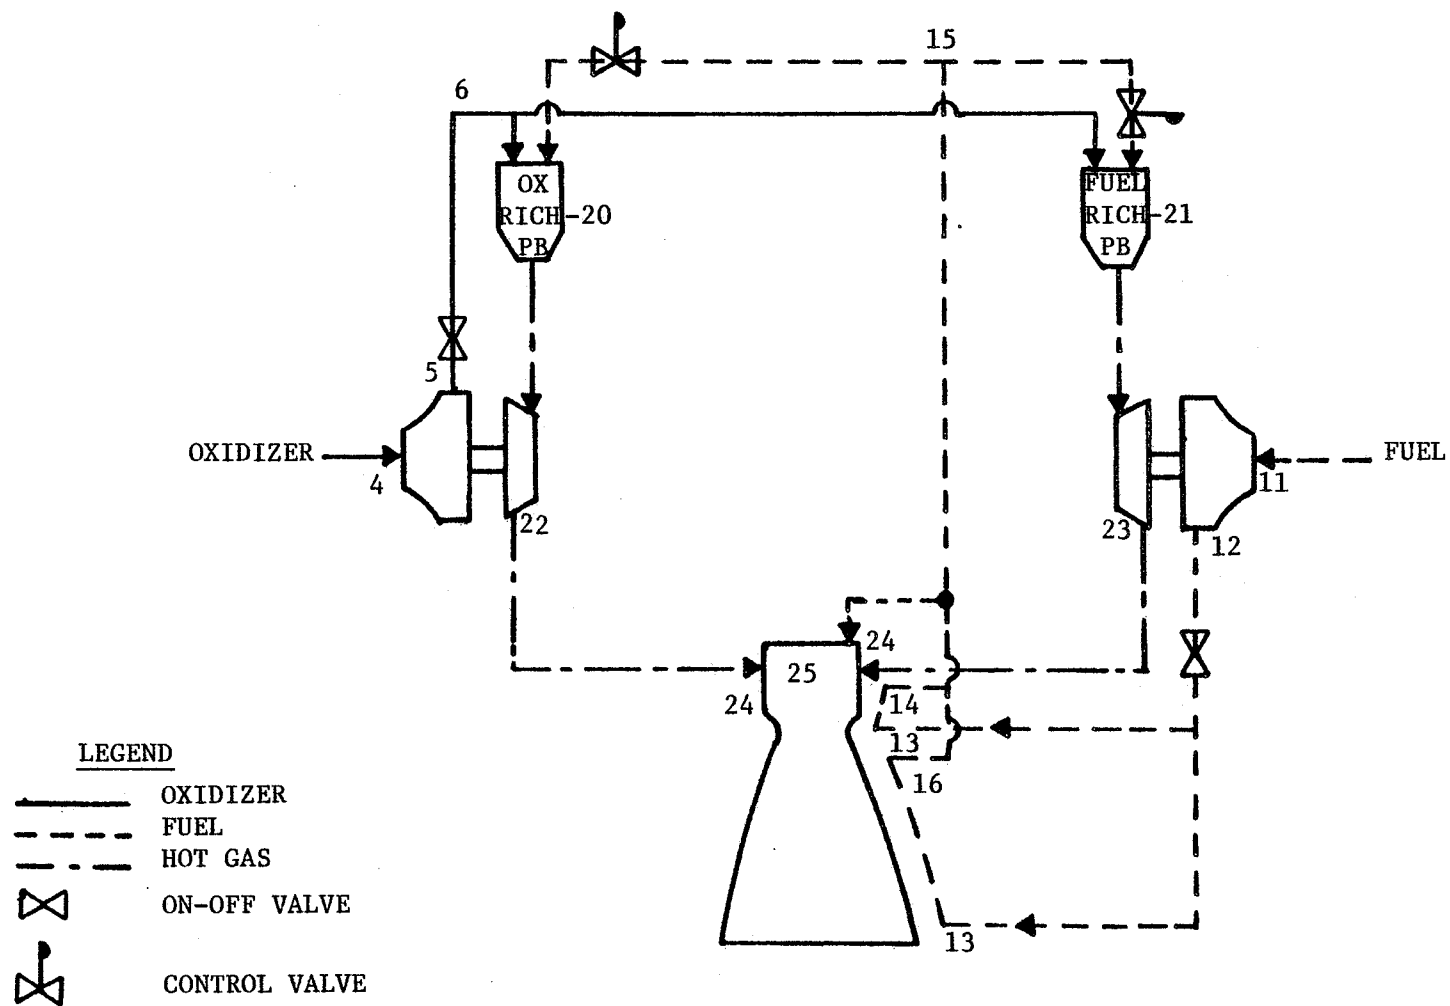 15
6
OX
RICH-20
PB
FUEL
RICH-21
PB
5
OXIDIZER
4
22
FUEL
11
23
12
24
25
24
14
13
16
13
LEGEND
OXIDIZER
FUEL
HOT GAS
ON-OFF VALVE
CONTROL VALVE